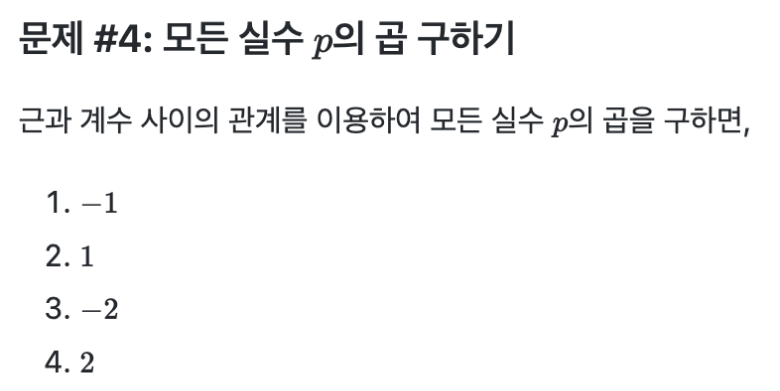 문제 #4: 모든 실수 p의 곱 구하기
근과 계수 사이의 관계를 이용하여 모든 실수 p의 곱을 구하면,
1. −1
2. 1
3. −2
4. 2